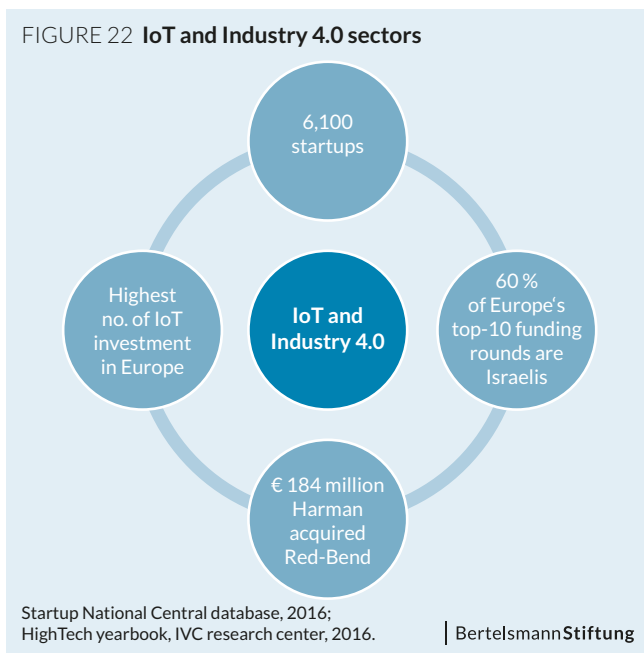 FIGURE 22 IoT and Industry 4.0 sectors
6,100
startups
60 %
of Europe‘s
top-10 funding
rounds are
Israelis
Highest
no. of IoT
investment
in Europe
IoT and
Industry 4.0
€ 184 million
Harman
acquired
Red-Bend
Startup National Central database, 2016;
HighTech yearbook, IVC research center, 2016.
BertelsmannStiftung